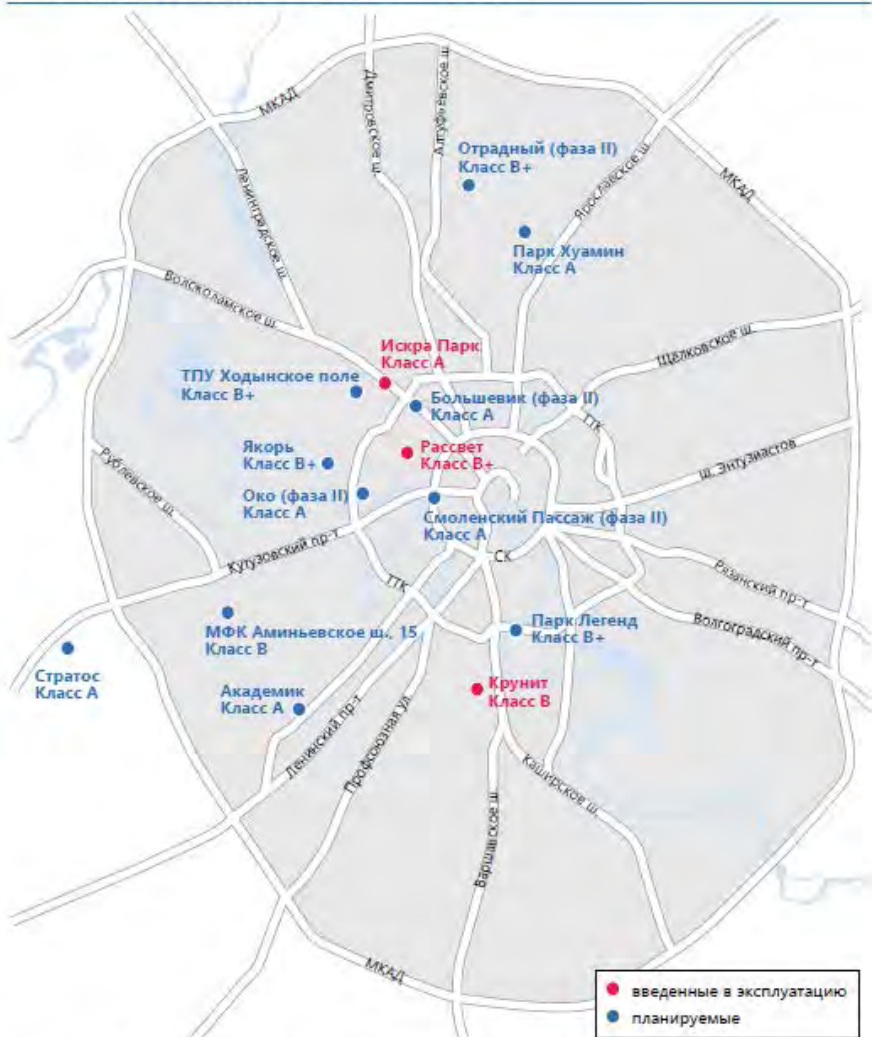 МКАД
Дмитровское ш.
Алтуфьевское ш.
Отрадный (фаза II)
Класс B+
Ярославское ш.
МКАД
Ленинградское ш.
Парк Хуамин
Класс A
Волоколамское ш.
Щелковское ш.
Искра Парк
Класс A
ТПУ Ходынское поле
Класс B+
Большевик (фаза II)
Класс A
ТТК
Якорь
Класс B+
Рассвет
Класс B+
ш. Энтузиастов
Рублевское ш.
Око (фаза II)
Класс A
Смоленский Пассаж (фаза II)
Класс A
Кутузовский пр-т
СК
Рязанский пр-т
ТТК
Волгоградский пр-т
МФК Аминьевское ш., 15
Класс B
Парк Легенд
Класс B+
Стратос
Класс A
Академик
Класс A
Крунит
Класс B
Ленинский пр-т
Профсоюзная ул.
Каширское ш.
Варшавское ш.
МКАД
введенные в эксплуатацию
планируемые